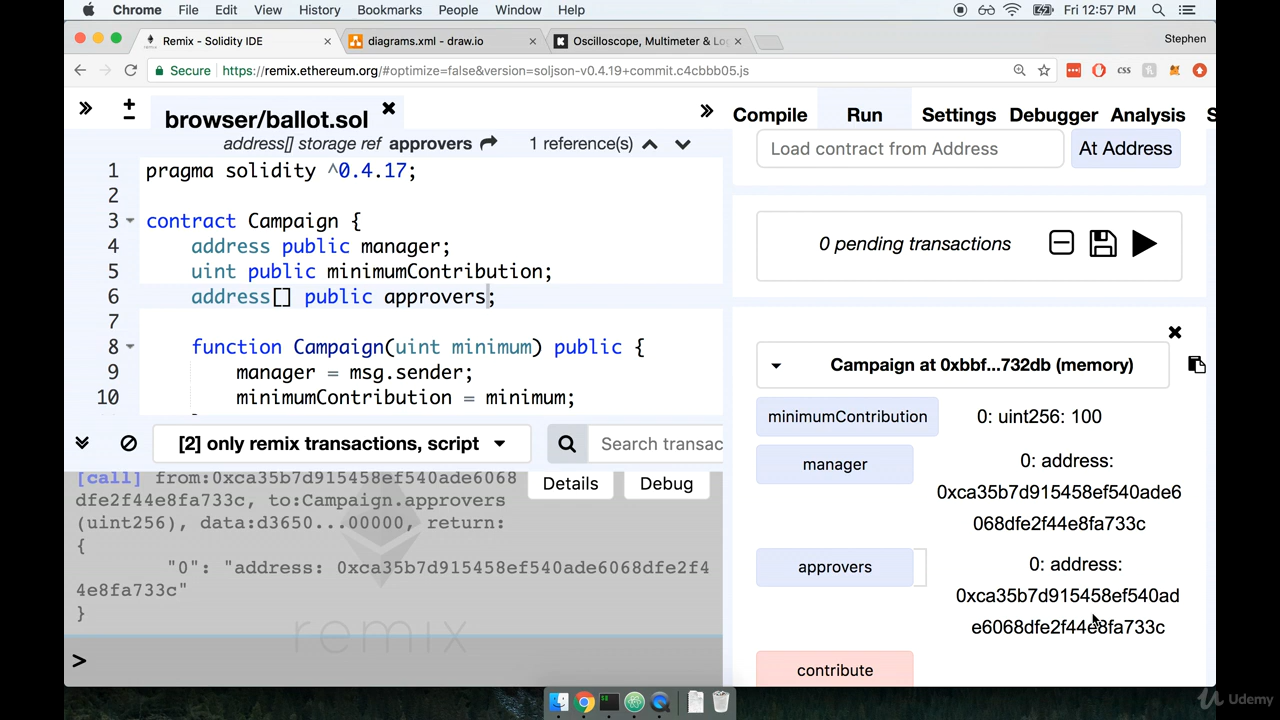 Chrome File Edit View History Bookmarks People Window Help Fri 12:57 PM
Remix - Solidity IDE diagrams.xml - draw.io Oscilloscope, Multimeter & Lo Stephen
Secure https://remix.ethereum.org/#optimize=false&version=soljson-v0.4.19+commit.c4cbbb05.js CSS
browser/ballot.sol
Compile Run Settings Debugger Analysis S
address[] storage ref approvers 1 reference(s)
Load contract from Address At Address
1 pragma solidity ^0.4.17;
2
3 contract Campaign {
4 address public manager;
5 uint public minimumContribution;
6 address[] public approvers;
7
8 function Campaign(uint minimum) public {
9 manager = msg.sender;
10 minimumContribution = minimum;
0 pending transactions
Campaign at 0xbbf...732db (memory)
minimumContribution 0: uint256: 100
manager 0: address:
0xca35b7d915458ef540ade6
068dfe2f44e8fa733c
approvers 0: address:
0xca35b7d915458ef540ad
e6068dfe2f44e8fa733c
contribute
[2] only remix transactions, script Search transac
[call] from:0xca35b7d915458ef540ade6068
dfe2f44e8fa733c, to:Campaign.approvers
(uint256), data:d3650...00000, return:
Details Debug
{
"0": "address: 0xca35b7d915458ef540ade6068dfe2f4
4e8fa733c"
}
remix
>
Udemy